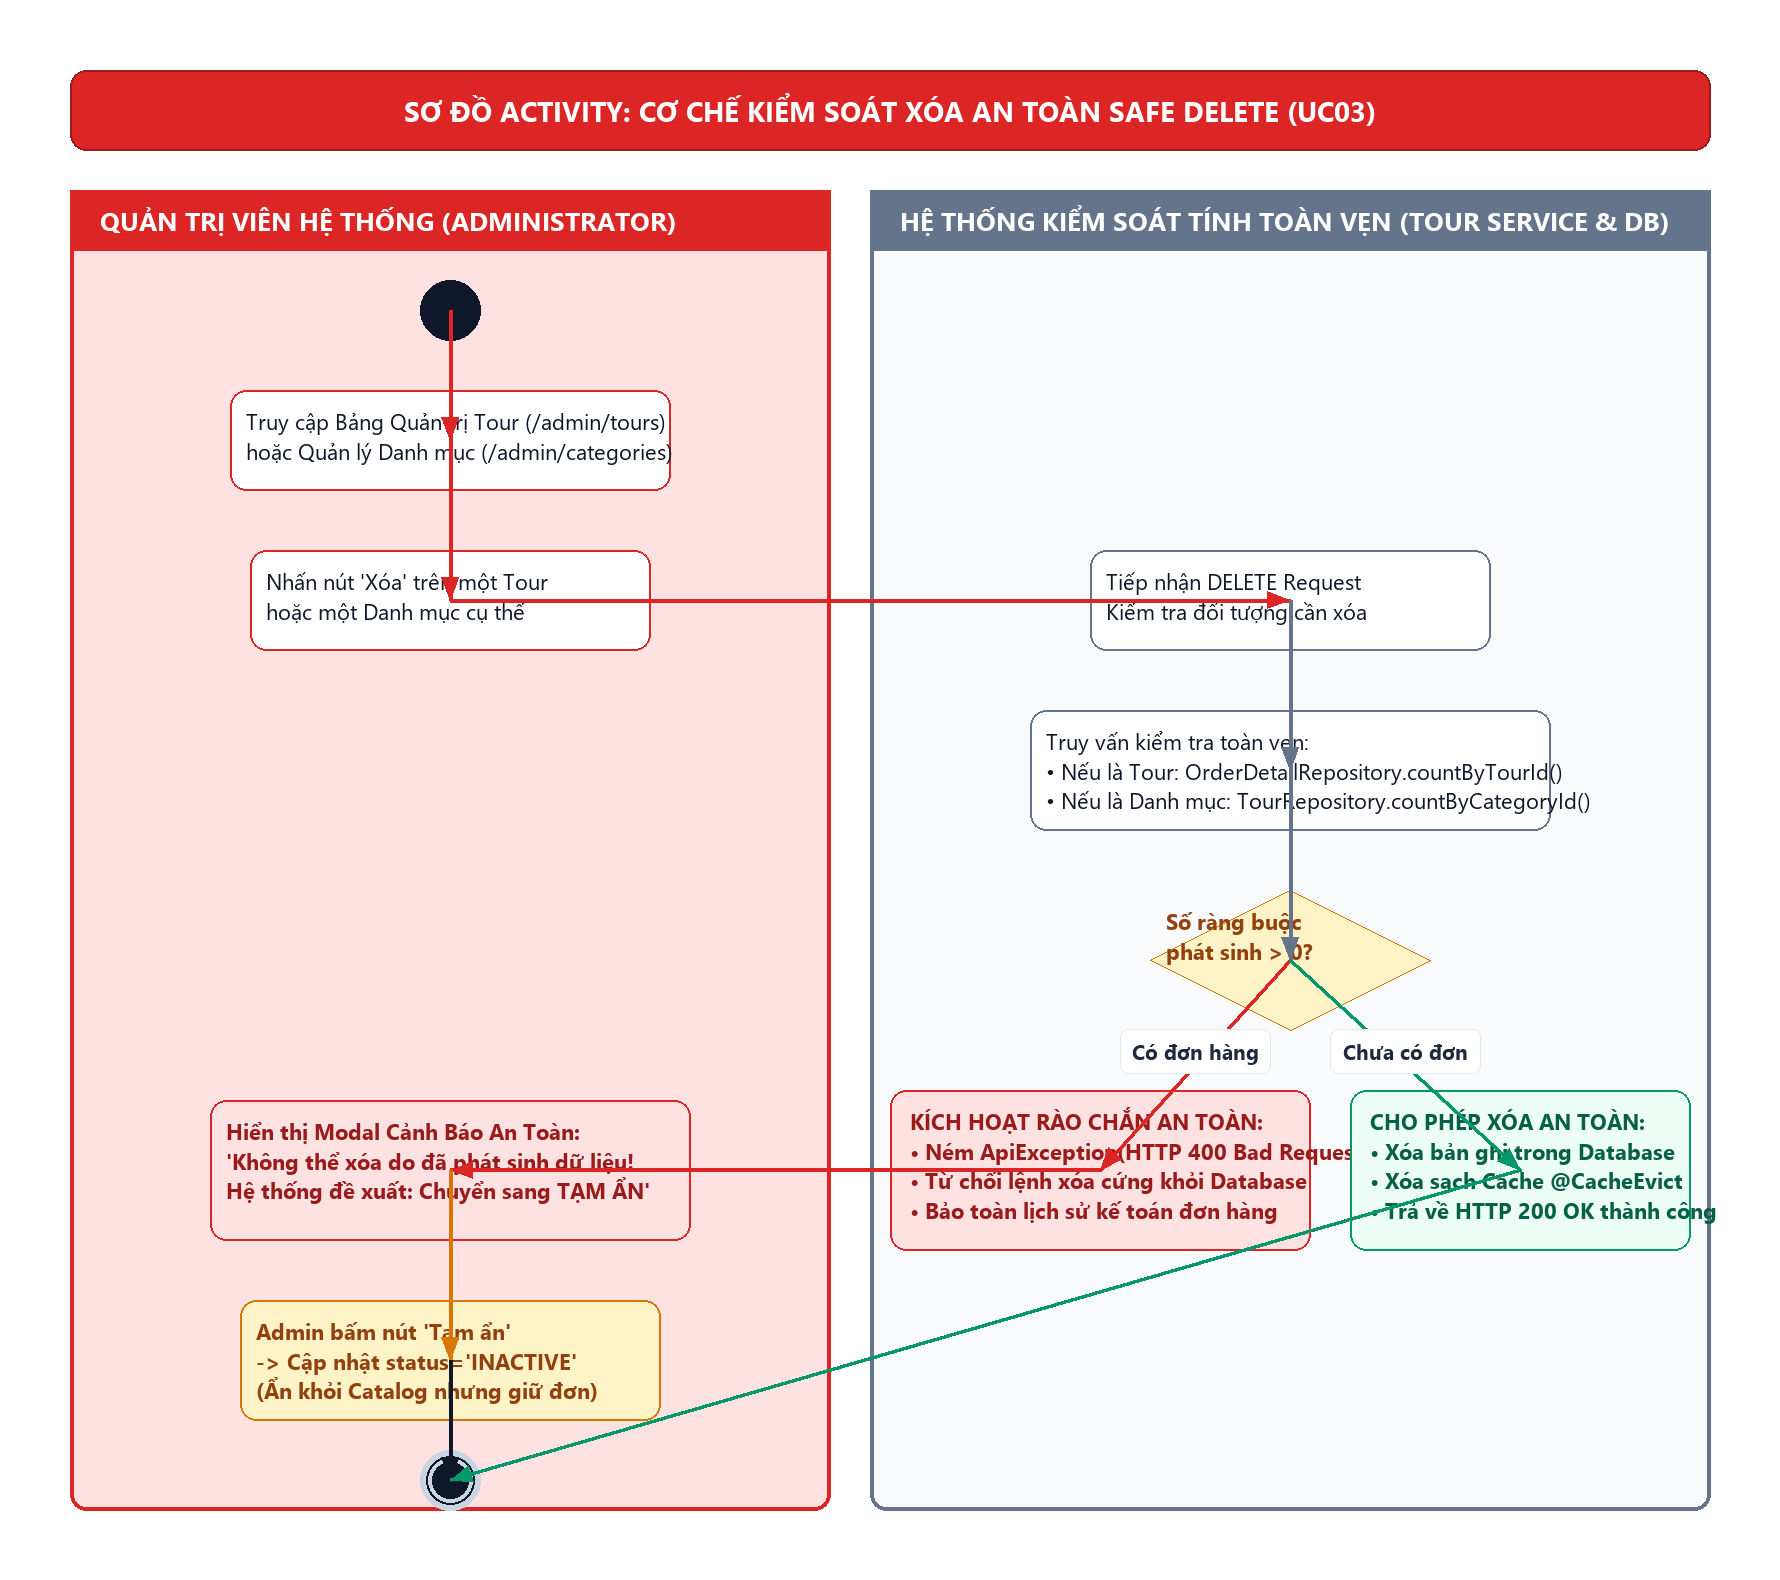 SƠ ĐỒ ACTIVITY: CƠ CHẾ KIỂM SOÁT XÓA AN TOÀN SAFE DELETE (UC03)
QUẢN TRỊ VIÊN HỆ THỐNG (ADMINISTRATOR)
HỆ THỐNG KIỂM SOÁT TÍNH TOÀN VẸN (TOUR SERVICE & DB)
Truy cập Bảng Quản trị Tour (/admin/tours)
hoặc Quản lý Danh mục (/admin/categories)
Nhấn nút 'Xóa' trên một Tour
hoặc một Danh mục cụ thể
Tiếp nhận DELETE Request
Kiểm tra đối tượng cần xóa
Truy vấn kiểm tra toàn vẹn:
• Nếu là Tour: OrderDetailRepository.countByTourId()
• Nếu là Danh mục: TourRepository.countByCategoryId()
Số ràng buộc
phát sinh > 0?
Có đơn hàng
Chưa có đơn
Hiển thị Modal Cảnh Báo An Toàn:
'Không thể xóa do đã phát sinh dữ liệu!
Hệ thống đề xuất: Chuyển sang TẠM ẨN'
KÍCH HOẠT RÀO CHẮN AN TOÀN:
• Ném ApiException(HTTP 400 Bad Reques
• Từ chối lệnh xóa cứng khỏi Database
• Bảo toàn lịch sử kế toán đơn hàng
CHO PHÉP XÓA AN TOÀN:
• Xóa bản ghi trong Database
• Xóa sạch Cache @CacheEvict
• Trả về HTTP 200 OK thành công
Admin bấm nút 'Tạm ẩn'
-> Cập nhật status='INACTIVE'
(Ẩn khỏi Catalog nhưng giữ đơn)